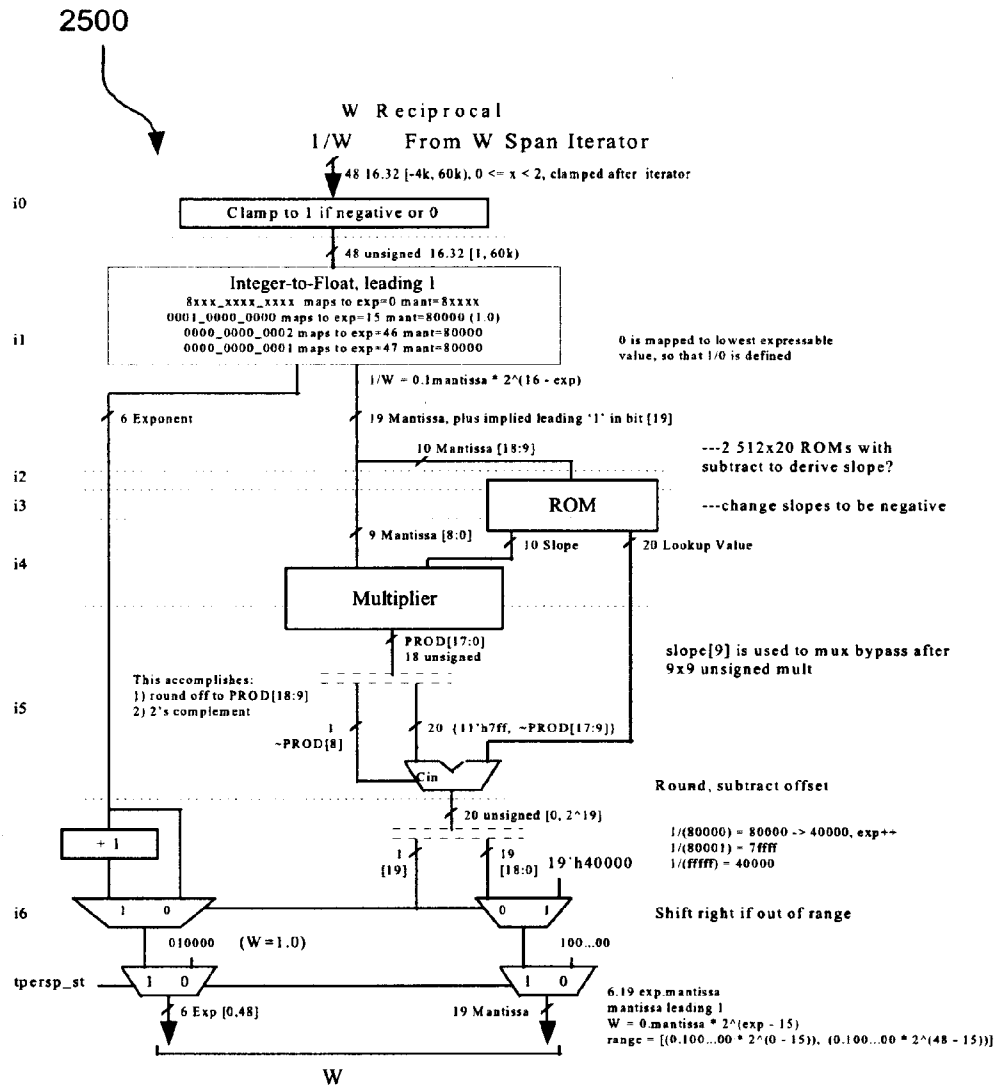 2500
W Reciprocal
1/W From W Span Iterator
48 16.32 [-4k, 60k), 0 <= x < 2, clamped after iterator
i0
Clamp to 1 if negative or 0
48 unsigned 16.32 [1, 60k)
Integer-to-Float, leading 1
8xxx_xxxx_xxxx maps to exp=0 mant=8xxxx
0001_0000_0000 maps to exp=15 mant=80000 (1.0)
0000_0000_0002 maps to exp=46 mant=80000
0000_0000_0001 maps to exp=47 mant=80000
i1
0 is mapped to lowest expressable
value, so that 1/0 is defined
1/W = 0.1mantissa * 2^(16 - exp)
6 Exponent
19 Mantissa, plus implied leading '1' in bit [19]
10 Mantissa [18:9]
---2 512x20 ROMs with
subtract to derive slope?
i2
i3
ROM
---change slopes to be negative
9 Mantissa [8:0]
10 Slope
20 Lookup Value
i4
Multiplier
PROD[17:0]
18 unsigned
slope[9] is used to mux bypass after
9x9 unsigned mult
This accomplishes:
1) round off to PROD[18:9]
2) 2's complement
i5
1
~PROD[8]
20 {11'h7ff, ~PROD[17:9]}
Cin
Round, subtract offset
20 unsigned [0, 2^19]
1/(80000) = 80000 -> 40000, exp++
1/(80001) = 7ffff
1/(fffff) = 40000
+ 1
1
[19]
19
[18:0]
19'h40000
i6
1 0
0 1
Shift right if out of range
010000 (W=1.0)
100...00
tpersp_st
1 0
1 0
6 Exp [0,48]
19 Mantissa
6.19 exp.mantissa
mantissa leading 1
W = 0.mantissa * 2^(exp - 15)
range = [(0.100...00 * 2^(0 - 15)), (0.100...00 * 2^(48 - 15))]
W